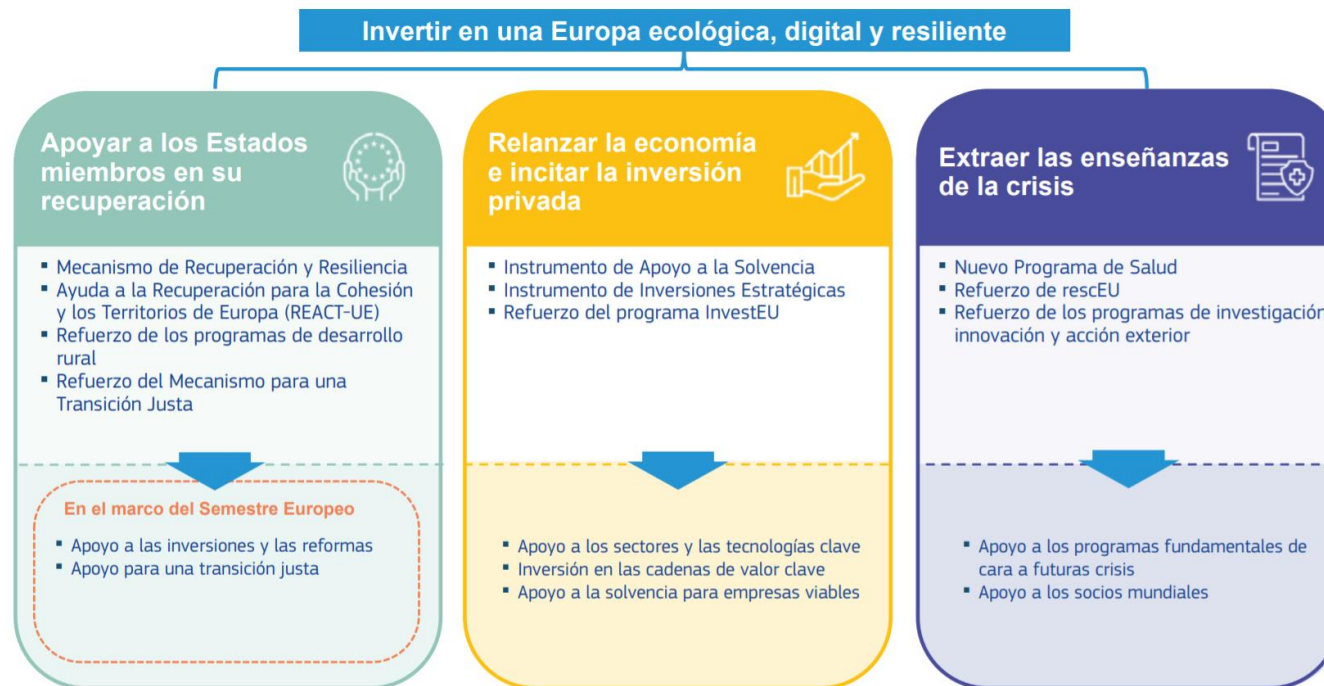 Invertir en una Europa ecológica, digital y resiliente
Apoyar a los Estados
miembros en su
recuperación
▪ Mecanismo de Recuperación y Resiliencia
▪ Ayuda a la Recuperación para la Cohesión
y los Territorios de Europa (REACT-UE)
▪ Refuerzo de los programas de desarrollo
rural
▪ Refuerzo del Mecanismo para una
Transición Justa
En el marco del Semestre Europeo
▪ Apoyo a las inversiones y las reformas
▪ Apoyo para una transición justa
Relanzar la economía
e incitar la inversión
privada
▪ Instrumento de Apoyo a la Solvencia
▪ Instrumento de Inversiones Estratégicas
▪ Refuerzo del programa InvestEU
▪ Apoyo a los sectores y las tecnologías clave
▪ Inversión en las cadenas de valor clave
▪ Apoyo a la solvencia para empresas viables
Extraer las enseñanzas
de la crisis
▪ Nuevo Programa de Salud
▪ Refuerzo de rescEU
▪ Refuerzo de los programas de investigación
innovación y acción exterior
▪ Apoyo a los programas fundamentales de
cara a futuras crisis
▪ Apoyo a los socios mundiales